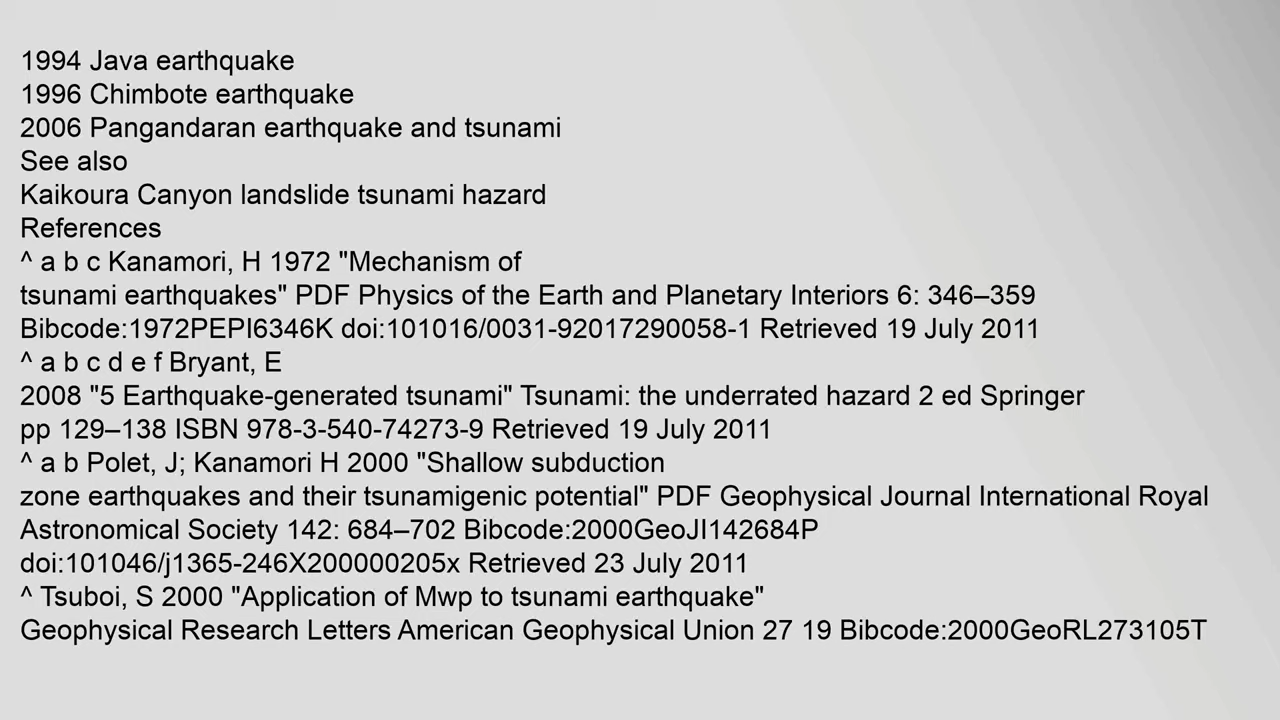 1994 Java earthquake
1996 Chimbote earthquake
2006 Pangandaran earthquake and tsunami
See also
Kaikoura Canyon landslide tsunami hazard
References
^ a b c Kanamori, H 1972 "Mechanism of
tsunami earthquakes" PDF Physics of the Earth and Planetary Interiors 6: 346–359
Bibcode:1972PEPI6346K doi:101016/0031-92017290058-1 Retrieved 19 July 2011
^ a b c d e f Bryant, E
2008 "5 Earthquake-generated tsunami" Tsunami: the underrated hazard 2 ed Springer
pp 129–138 ISBN 978-3-540-74273-9 Retrieved 19 July 2011
^ a b Polet, J; Kanamori H 2000 "Shallow subduction
zone earthquakes and their tsunamigenic potential" PDF Geophysical Journal International Royal
Astronomical Society 142: 684–702 Bibcode:2000GeoJI142684P
doi:101046/j1365-246X200000205x Retrieved 23 July 2011
^ Tsuboi, S 2000 "Application of Mwp to tsunami earthquake"
Geophysical Research Letters American Geophysical Union 27 19 Bibcode:2000GeoRL273105T